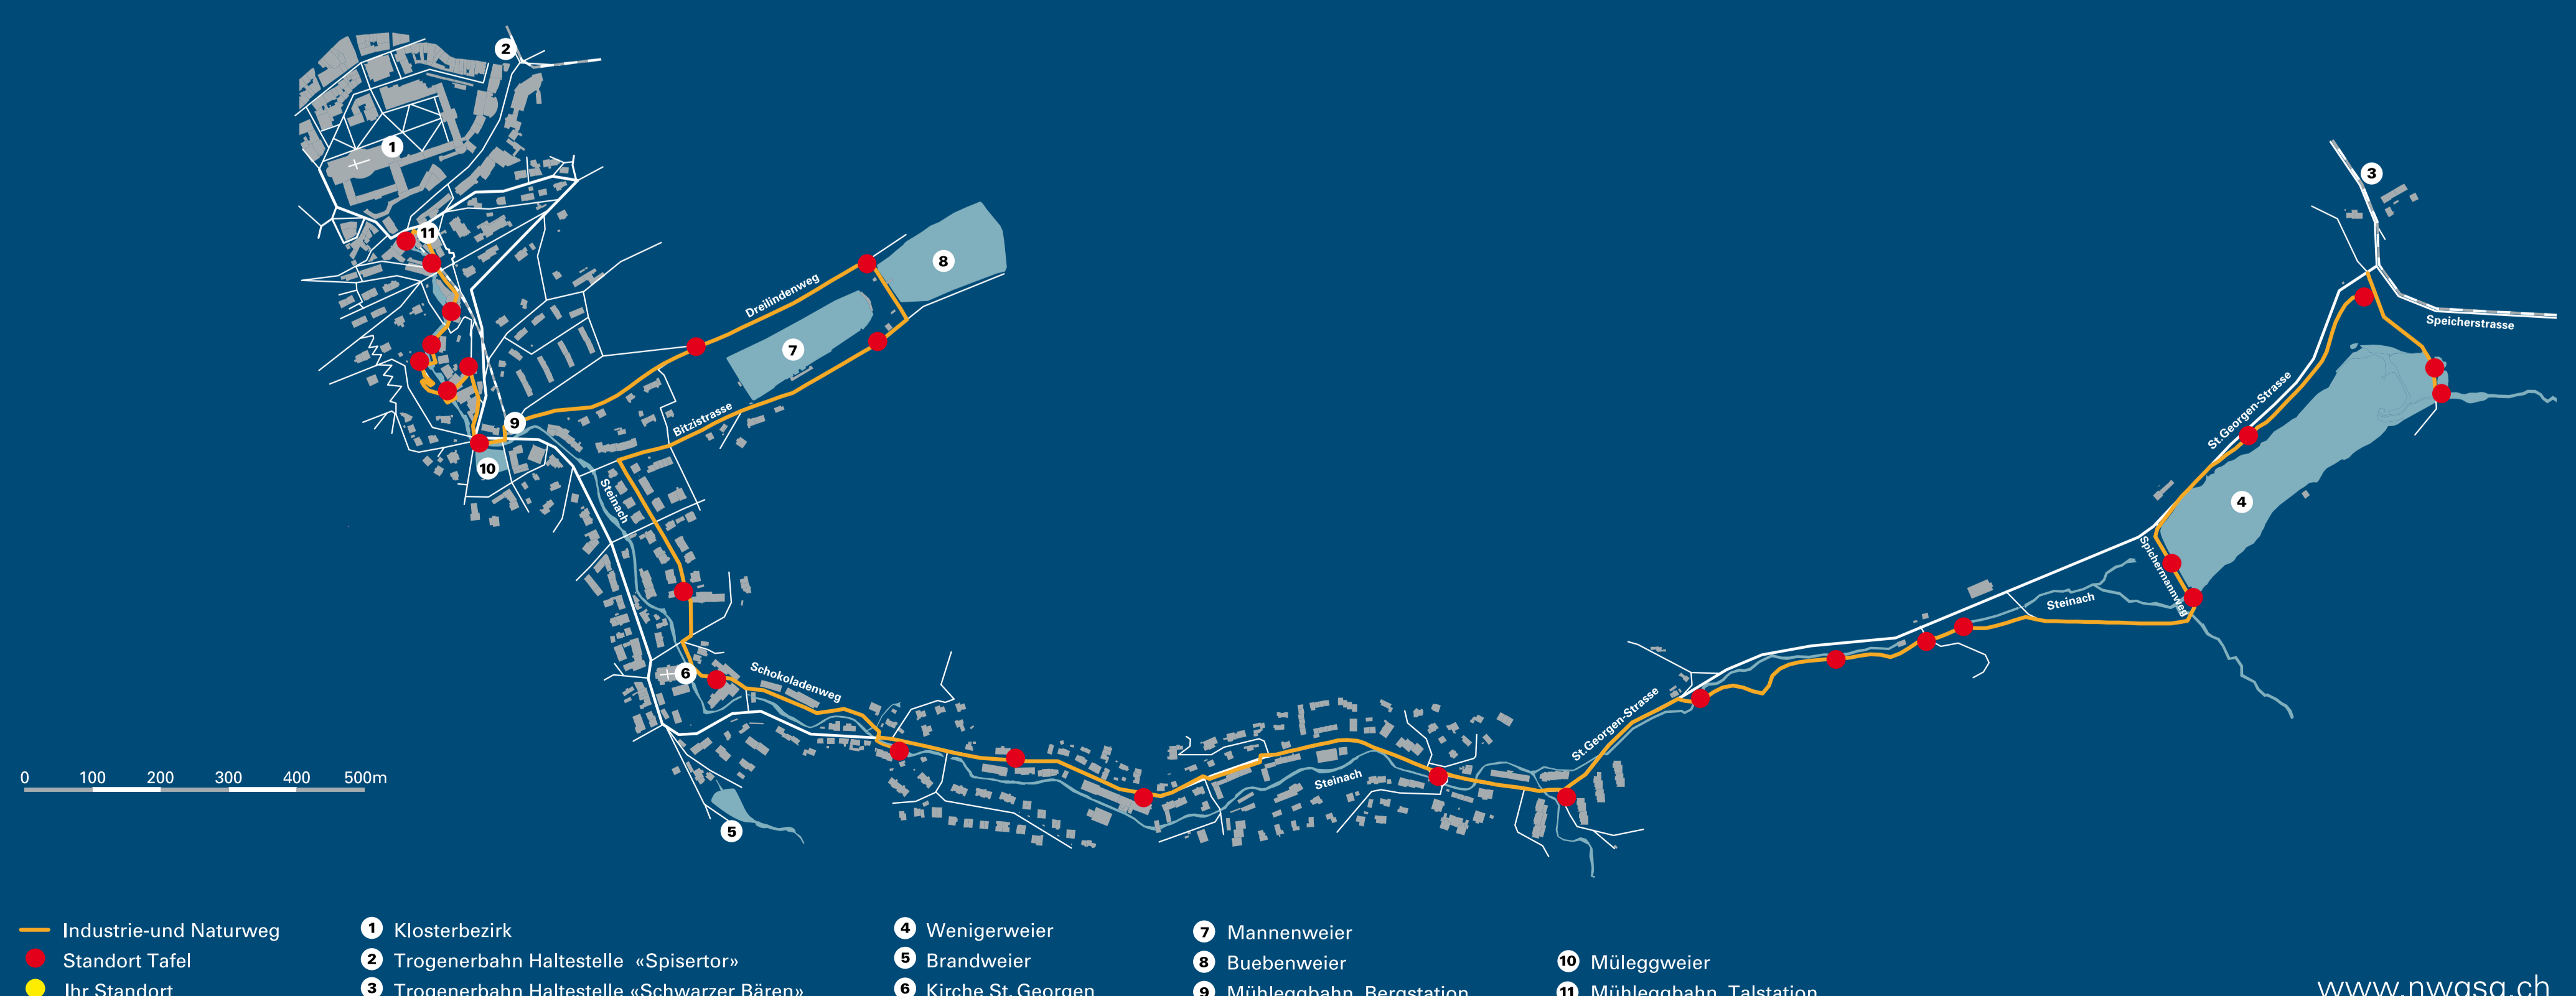 2
1
3
11
8
Dreilindenweg
7
Speicherstrasse
St.Georgen-Strasse
Bitzistrasse
9
10
Steinach
4
Spichermannweg
Steinach
6
Schokoladenweg
St.Georgen-Strasse
Steinach
5
0 100 200 300 400 500m
Industrie-und Naturweg
Standort Tafel
Ihr Standort
1 Klosterbezirk
2 Trogenerbahn Haltestelle «Spisertor»
3 Trogenerbahn Haltestelle «Schwarzer Bären»
4 Wenigerweier
5 Brandweier
6 Kirche St. Georgen
7 Mannenweier
8 Buebenweier
9 Mühleggbahn, Bergstation
10 Müleggweier
11 Mühleggbahn, Talstation
www.nwasg.ch